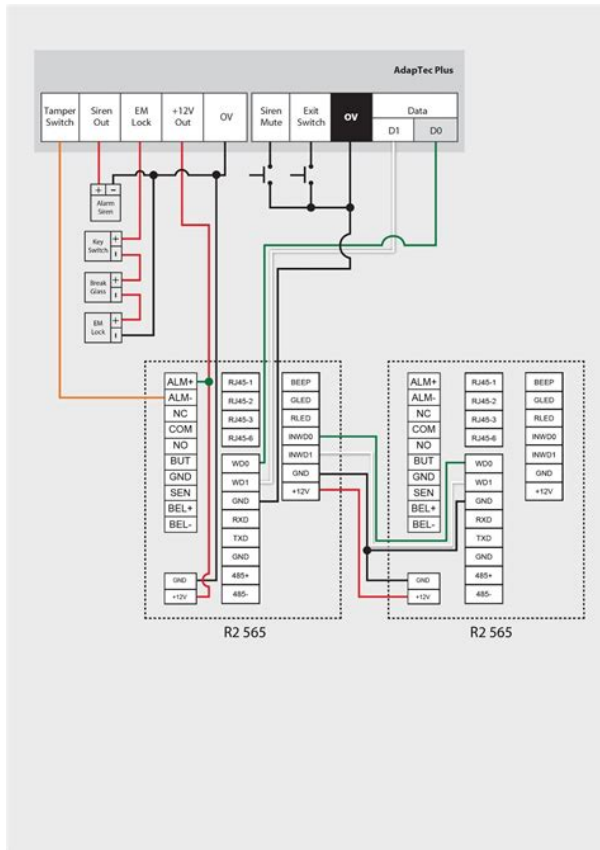 AdapTec Plus
Tamper Switch
Siren Out
EM Lock
+12V Out
OV
Siren Mute
Exit Switch
OV
Data
D1
D0
+ -
Alarm Siren
Key Switch
+
-
Break Glass
+
-
EM Lock
+
-
ALM+
ALM-
NC
COM
NO
BUT
GND
SEN
BEL+
BEL-
GND
+12V
RJ45-1
RJ45-2
RJ45-3
RJ45-6
WD0
WD1
GND
RXD
TXD
GND
485+
485-
BEEP
GLED
RLED
INWD0
INWD1
GND
+12V
R2 565
ALM+
ALM-
NC
COM
NO
BUT
GND
SEN
BEL+
BEL-
GND
+12V
RJ45-1
RJ45-2
RJ45-3
RJ45-6
WD0
WD1
GND
RXD
TXD
GND
485+
485-
BEEP
GLED
RLED
INWD0
INWD1
GND
+12V
R2 565